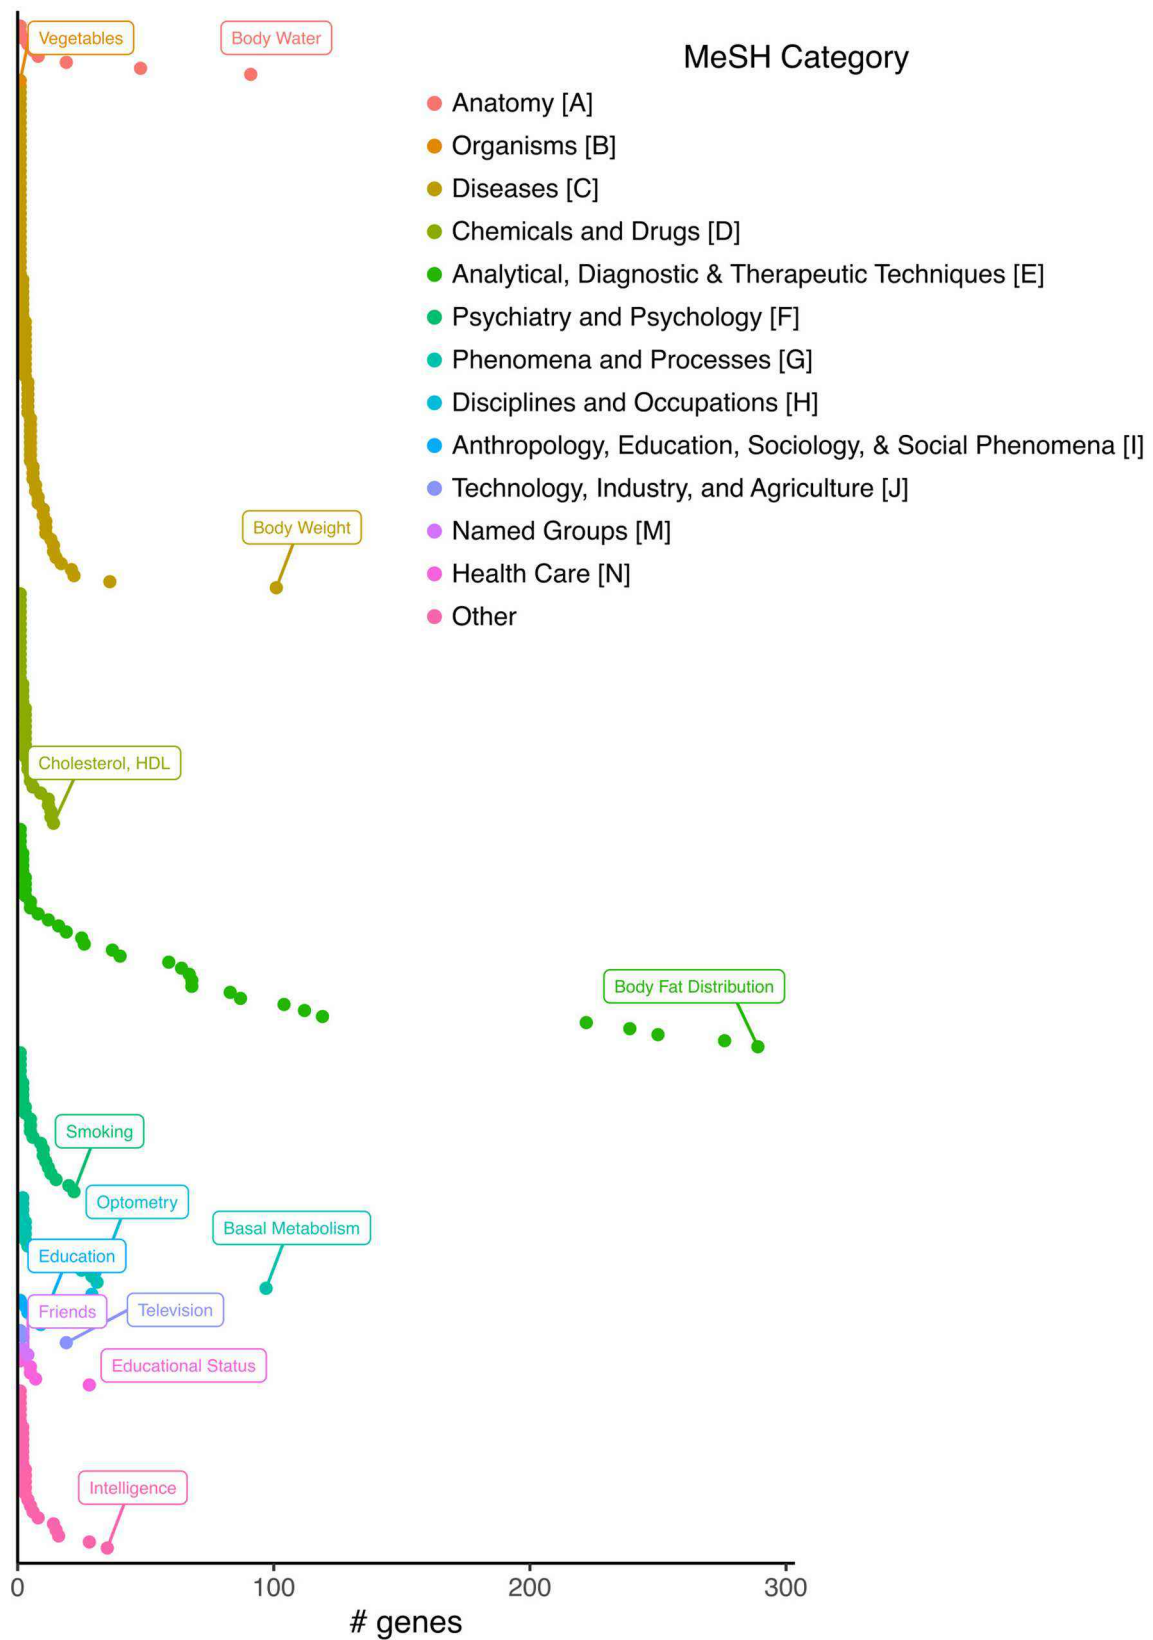 Vegetables
Body Water
MeSH Category
Anatomy [A]
Organisms [B]
Diseases [C]
Chemicals and Drugs [D]
Analytical, Diagnostic & Therapeutic Techniques [E]
Psychiatry and Psychology [F]
Phenomena and Processes [G]
Disciplines and Occupations [H]
Anthropology, Education, Sociology, & Social Phenomena [I]
Technology, Industry, and Agriculture [J]
Named Groups [M]
Health Care [N]
Other
Body Weight
Cholesterol, HDL
Body Fat Distribution
Smoking
Optometry
Basal Metabolism
Education
Friends
Television
Educational Status
Intelligence
0 100 200 300
# genes